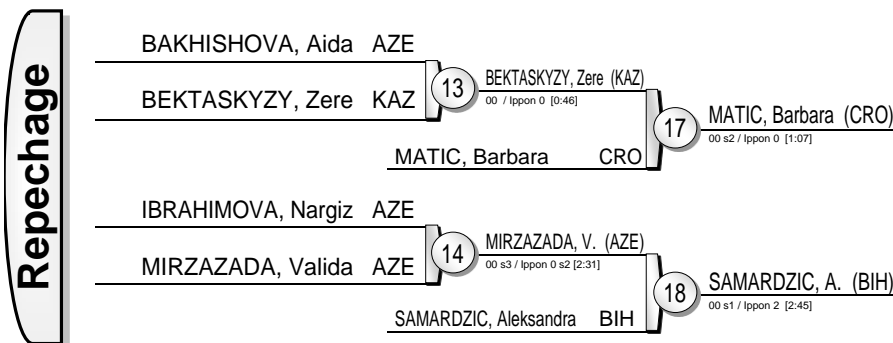 Repechage
BAKHISHOVA, Aida AZE
BEKTASKYZY, Zere KAZ
13
BEKTASKYZY, Zere (KAZ)
00 / Ippon 0 [0:46]
MATIC, Barbara CRO
17
MATIC, Barbara (CRO)
00 s2 / Ippon 0 [1:07]
IBRAHIMOVA, Nargiz AZE
MIRZAZADA, Valida AZE
14
MIRZAZADA, V. (AZE)
00 s3 / Ippon 0 s2 [2:31]
SAMARDZIC, Aleksandra BIH
18
SAMARDZIC, A. (BIH)
00 s1 / Ippon 2 [2:45]